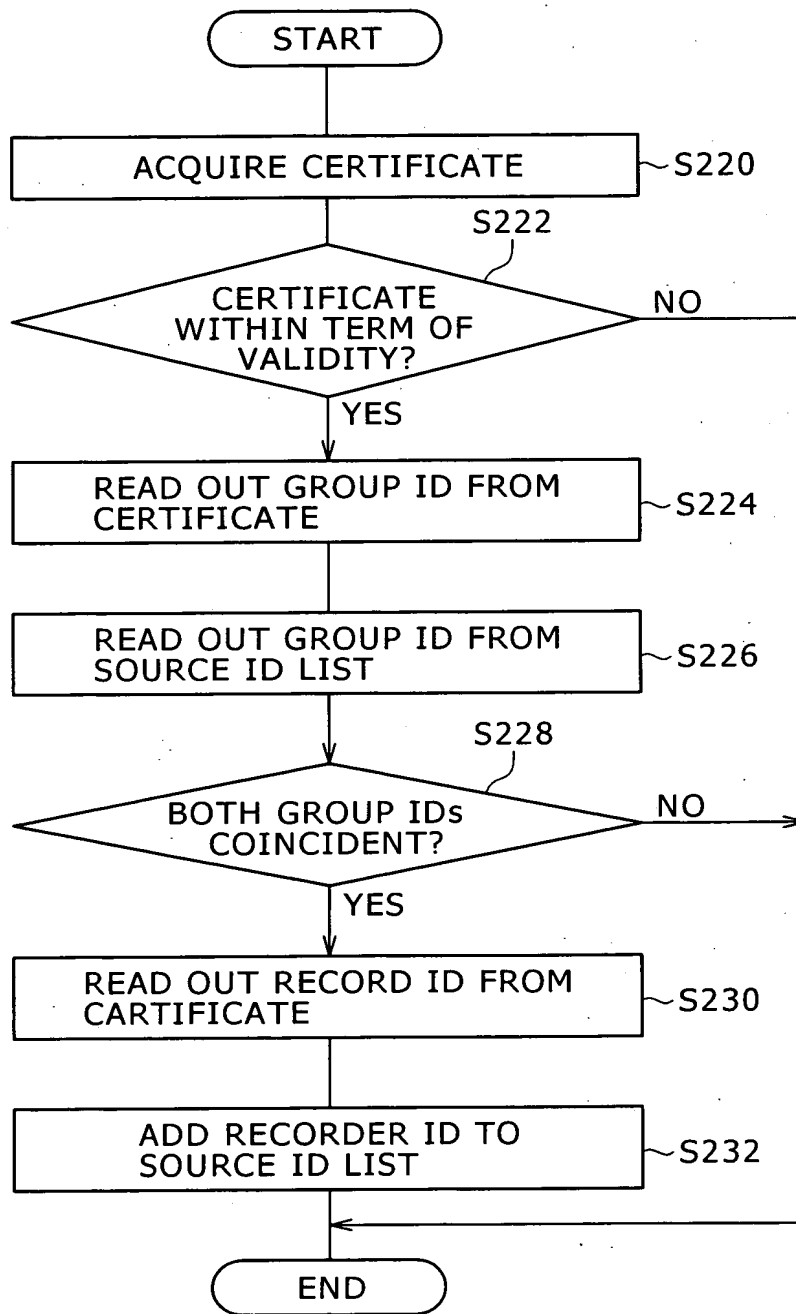 START
ACQUIRE CERTIFICATE
S220
S222
CERTIFICATE
WITHIN TERM OF
VALIDITY?
NO
YES
READ OUT GROUP ID FROM
CERTIFICATE
S224
READ OUT GROUP ID FROM
SOURCE ID LIST
S226
S228
BOTH GROUP IDs
COINCIDENT?
NO
YES
READ OUT RECORD ID FROM
CARTIFICATE
S230
ADD RECORDER ID TO
SOURCE ID LIST
S232
END